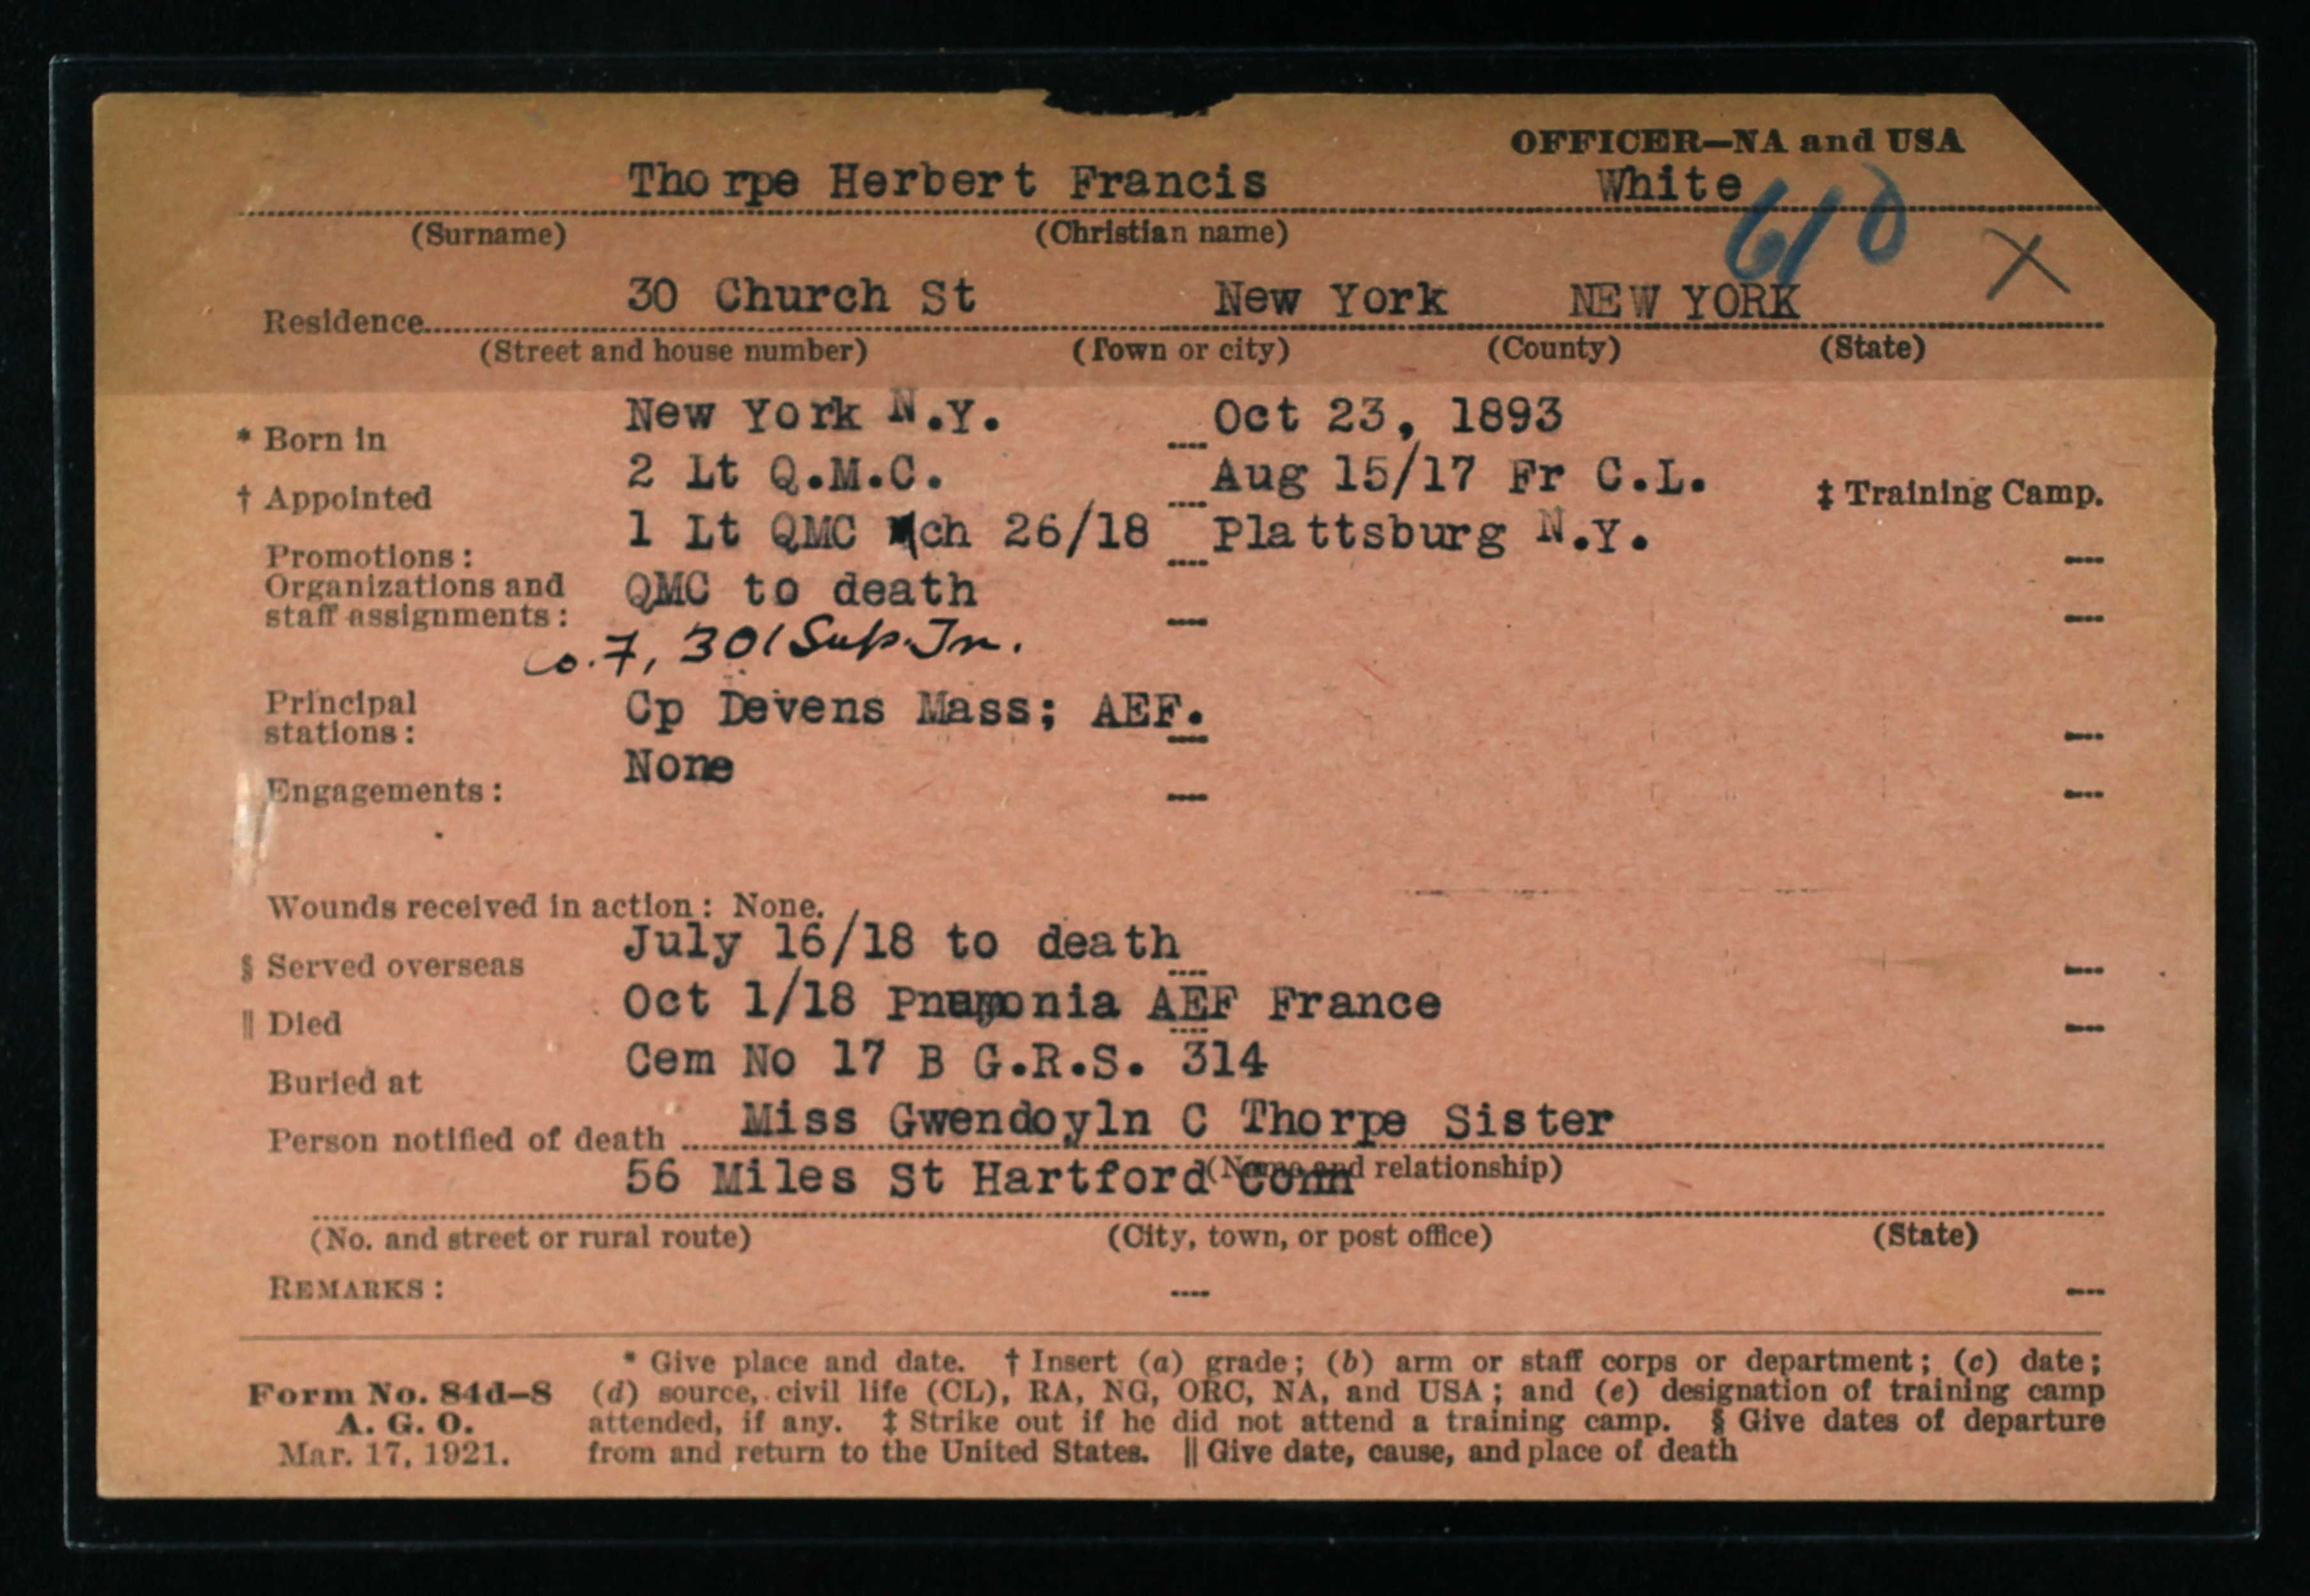 OFFICER—NA and USA
Thorpe Herbert Francis White
610
(Surname) (Christian name)
X
Residence 30 Church St New York NEW YORK
(Street and house number) (Town or city) (County) (State)
* Born in New York N.Y. Oct 23, 1893
† Appointed 2 Lt Q.M.C. Aug 15/17 Fr C.L. ‡ Training Camp.
Promotions: 1 Lt QMC Mch 26/18 Plattsburg N.Y.
Organizations and
staff assignments: QMC to death
Co. 7, 301 Sup. Tn.
Principal
stations: Cp Devens Mass; AEF.
Engagements: None
Wounds received in action: None.
§ Served overseas July 16/18 to death
|| Died Oct 1/18 Pneumonia AEF France
Buried at Cem No 17 B G.R.S. 314
Person notified of death Miss Gwendoyln C Thorpe Sister
(Name and relationship)
56 Miles St Hartford Conn
(No. and street or rural route) (City, town, or post office) (State)
REMARKS:
* Give place and date. † Insert (a) grade; (b) arm or staff corps or department; (c) date;
(d) source, civil life (CL), RA, NG, ORC, NA, and USA; and (e) designation of training camp
attended, if any. ‡ Strike out if he did not attend a training camp. § Give dates of departure
from and return to the United States. || Give date, cause, and place of death
Form No. 84d–8
A. G. O.
Mar. 17, 1921.